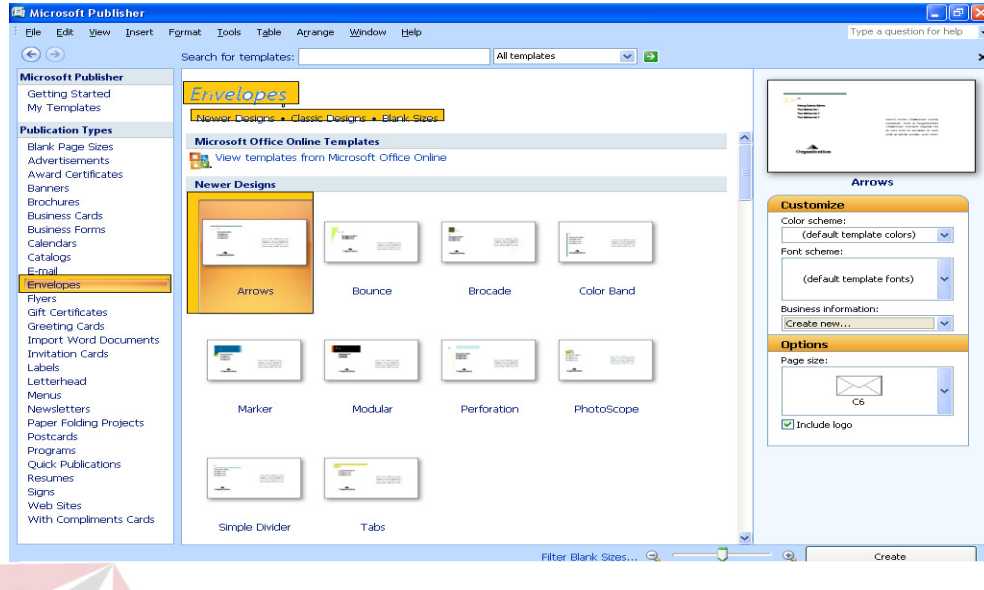 Microsoft Publisher
File Edit View Insert Format Tools Table Arrange Window Help
Type a question for help
Search for templates:
All templates
Microsoft Publisher
Getting Started
My Templates
Publication Types
Blank Page Sizes
Advertisements
Award Certificates
Banners
Brochures
Business Cards
Business Forms
Calendars
Catalogs
E-mail
Envelopes
Flyers
Gift Certificates
Greeting Cards
Import Word Documents
Invitation Cards
Labels
Letterhead
Menus
Newsletters
Paper Folding Projects
Postcards
Programs
Quick Publications
Resumes
Signs
Web Sites
With Compliments Cards
Envelopes
Newer Designs • Classic Designs • Blank Sizes
Microsoft Office Online Templates
View templates from Microsoft Office Online
Newer Designs
Arrows Bounce Brocade Color Band
Marker Modular Perforation PhotoScope
Simple Divider Tabs
Organization
Arrows
Customize
Color scheme:
(default template colors)
Font scheme:
(default template fonts)
Business information:
Create new...
Options
Page size:
C6
Include logo
Filter Blank Sizes...
Create